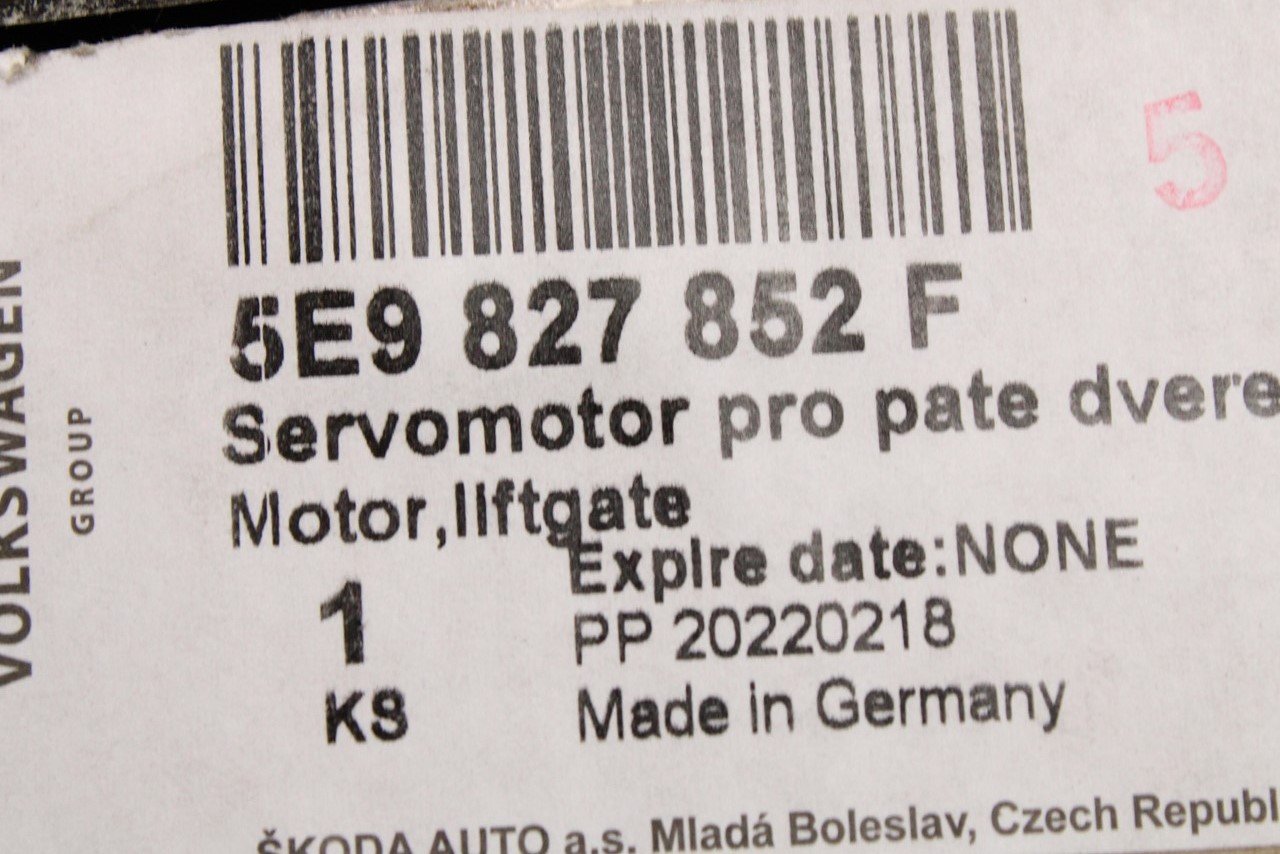 VOLKSWAGEN
GROUP
5
5E9 827 852 F
Servomotor pro pate dvere
Motor,liftgate
Expire date:NONE
1
PP 20220218
KS
Made in Germany
ŠKODA AUTO a.s. Mladá Boleslav, Czech Republ